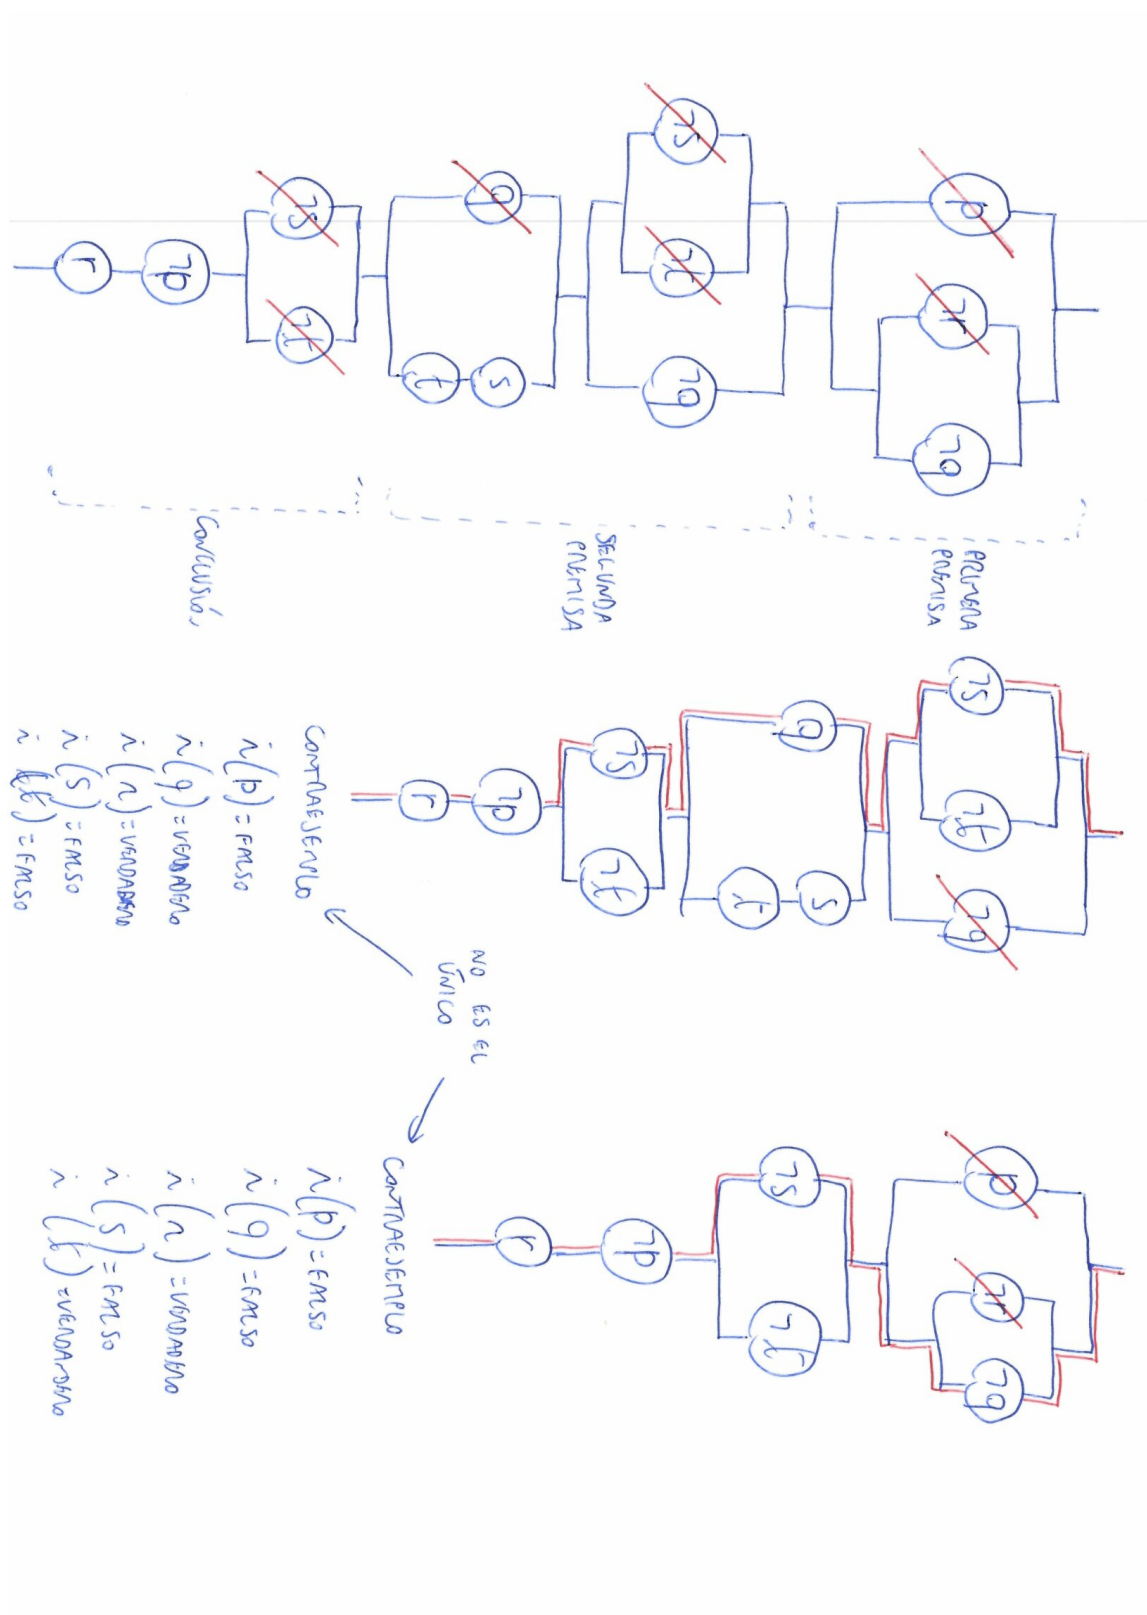 p ¬r ¬q
¬s ¬t ¬q
q s
t
¬s ¬t
¬p
r
PRIMERA
PREMISA
SEGUNDA
PREMISA
CONCLUSIÓN
¬s ¬t ¬q
q s
t
¬s ¬t
¬p
r
CONTRAEJEMPLO
i(p)=FALSO
i(q)=VERDADERO
i(r)=VERDADERO
i(s)=FALSO
i(t)=FALSO
NO ES EL
ÚNICO
p ¬r ¬q
¬s ¬t
¬p
r
CONTRAEJEMPLO
i(p)=FALSO
i(q)=FALSO
i(r)=VERDADERO
i(s)=FALSO
i(t)=VERDADERO